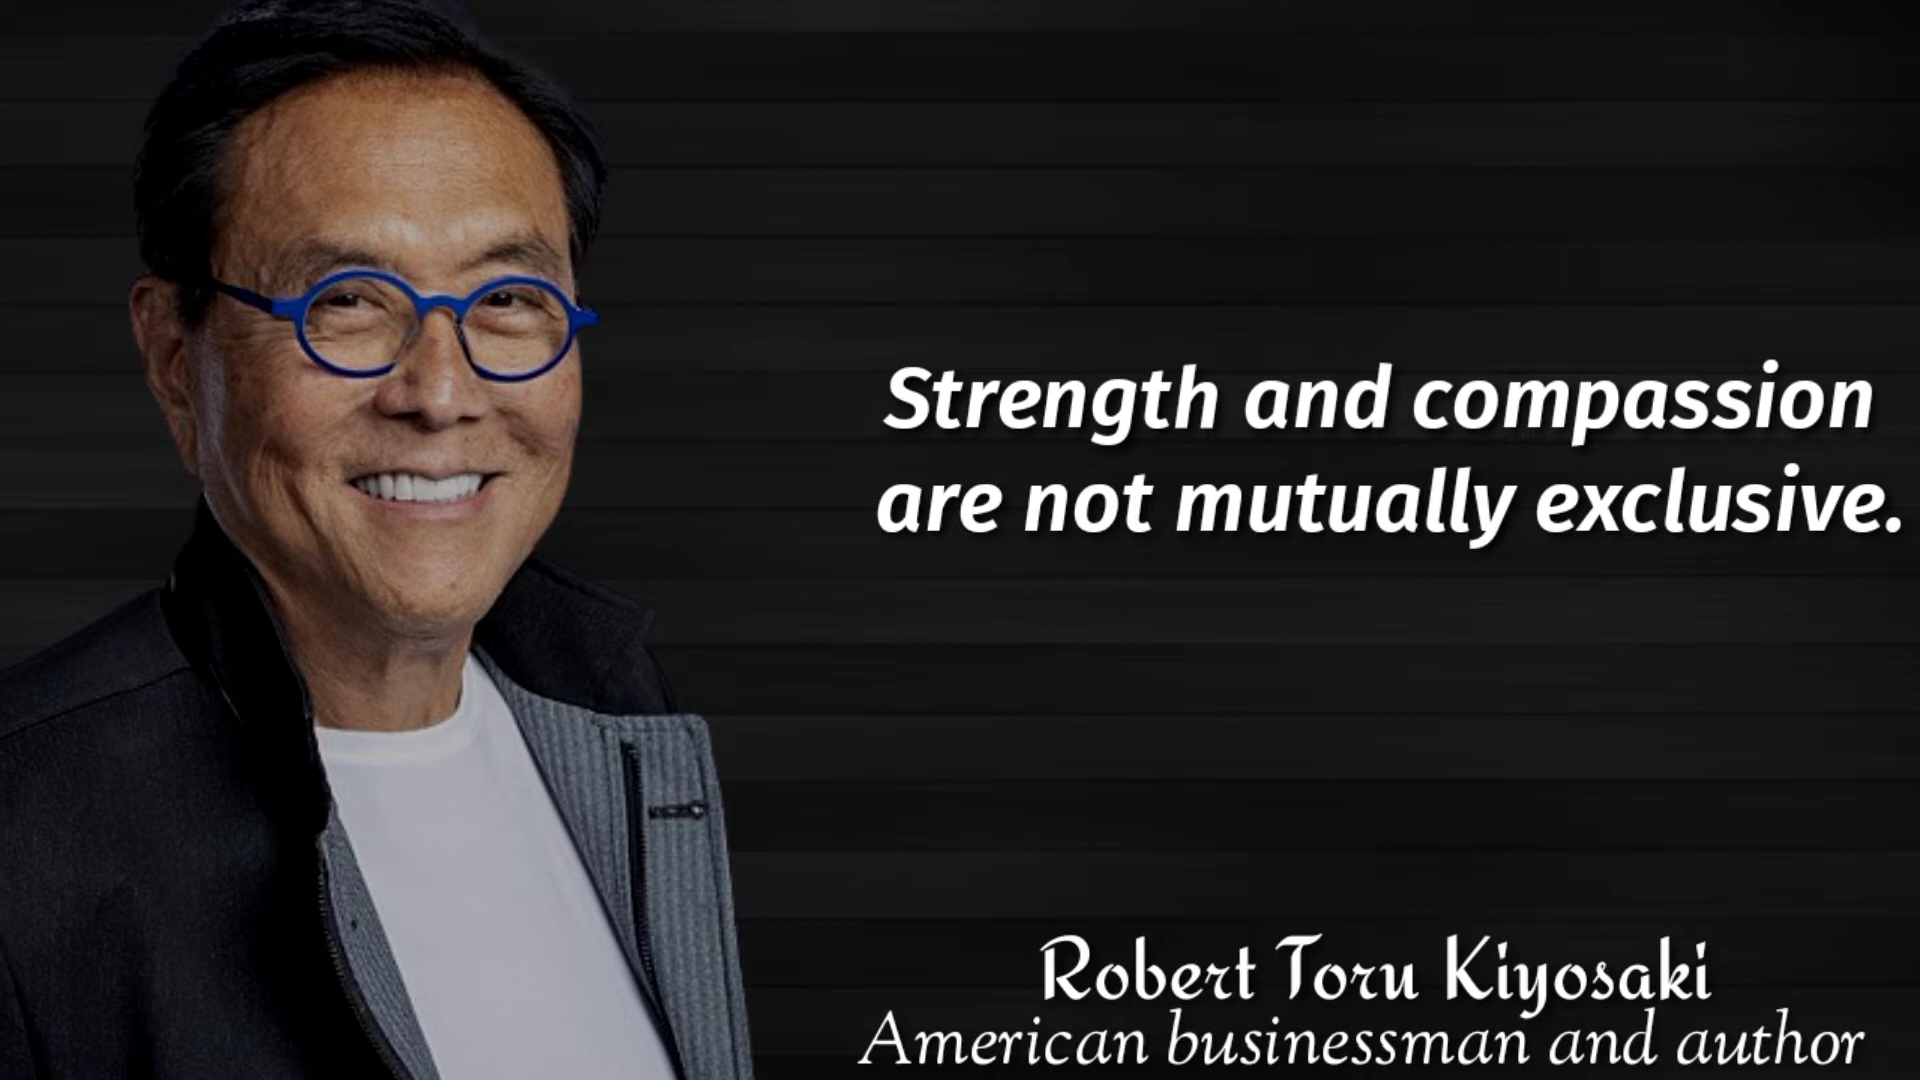 Strength and compassion
are not mutually exclusive.
Robert Toru Kiyosaki
American businessman and author